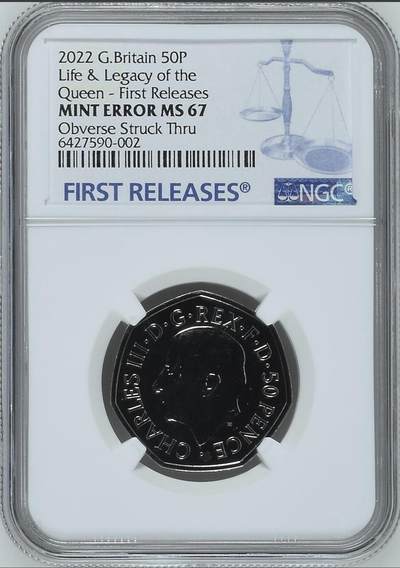 2022 G.Britain 50P
Life & Legacy of the
Queen - First Releases
MINT ERROR MS 67
Obverse Struck Thru
6427590-002
FIRST RELEASES®
NGC®
CHARLES III · D · G · REX · F · D · 50 PENCE ·